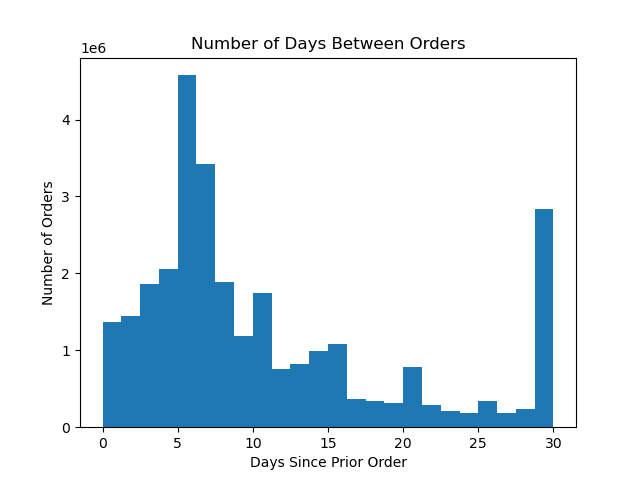 Number of Days Between Orders
1e6
4
3
2
1
0
Number of Orders
0 5 10 15 20 25 30
Days Since Prior Order